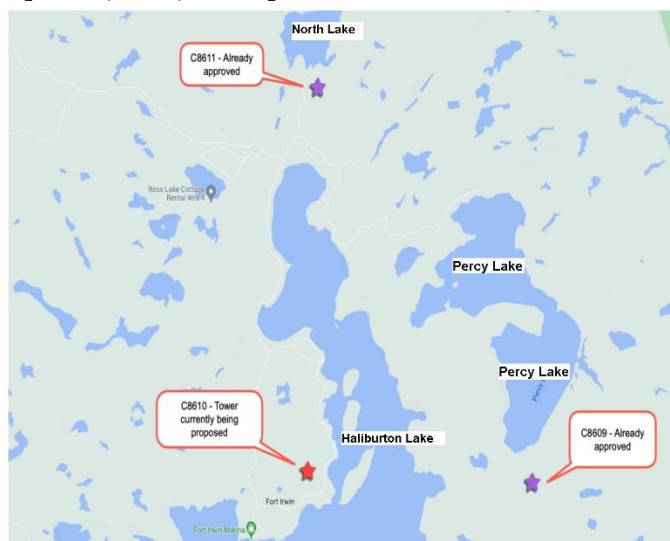 North Lake
C8611 - Already
approved
Ross Lake Cottage
Rental Wrd 4
Percy Lake
Percy Lake
C8610 - Tower
currently being
proposed
Haliburton Lake
C8609 - Already
approved
Fort Irwin
Fort Irwin Marina